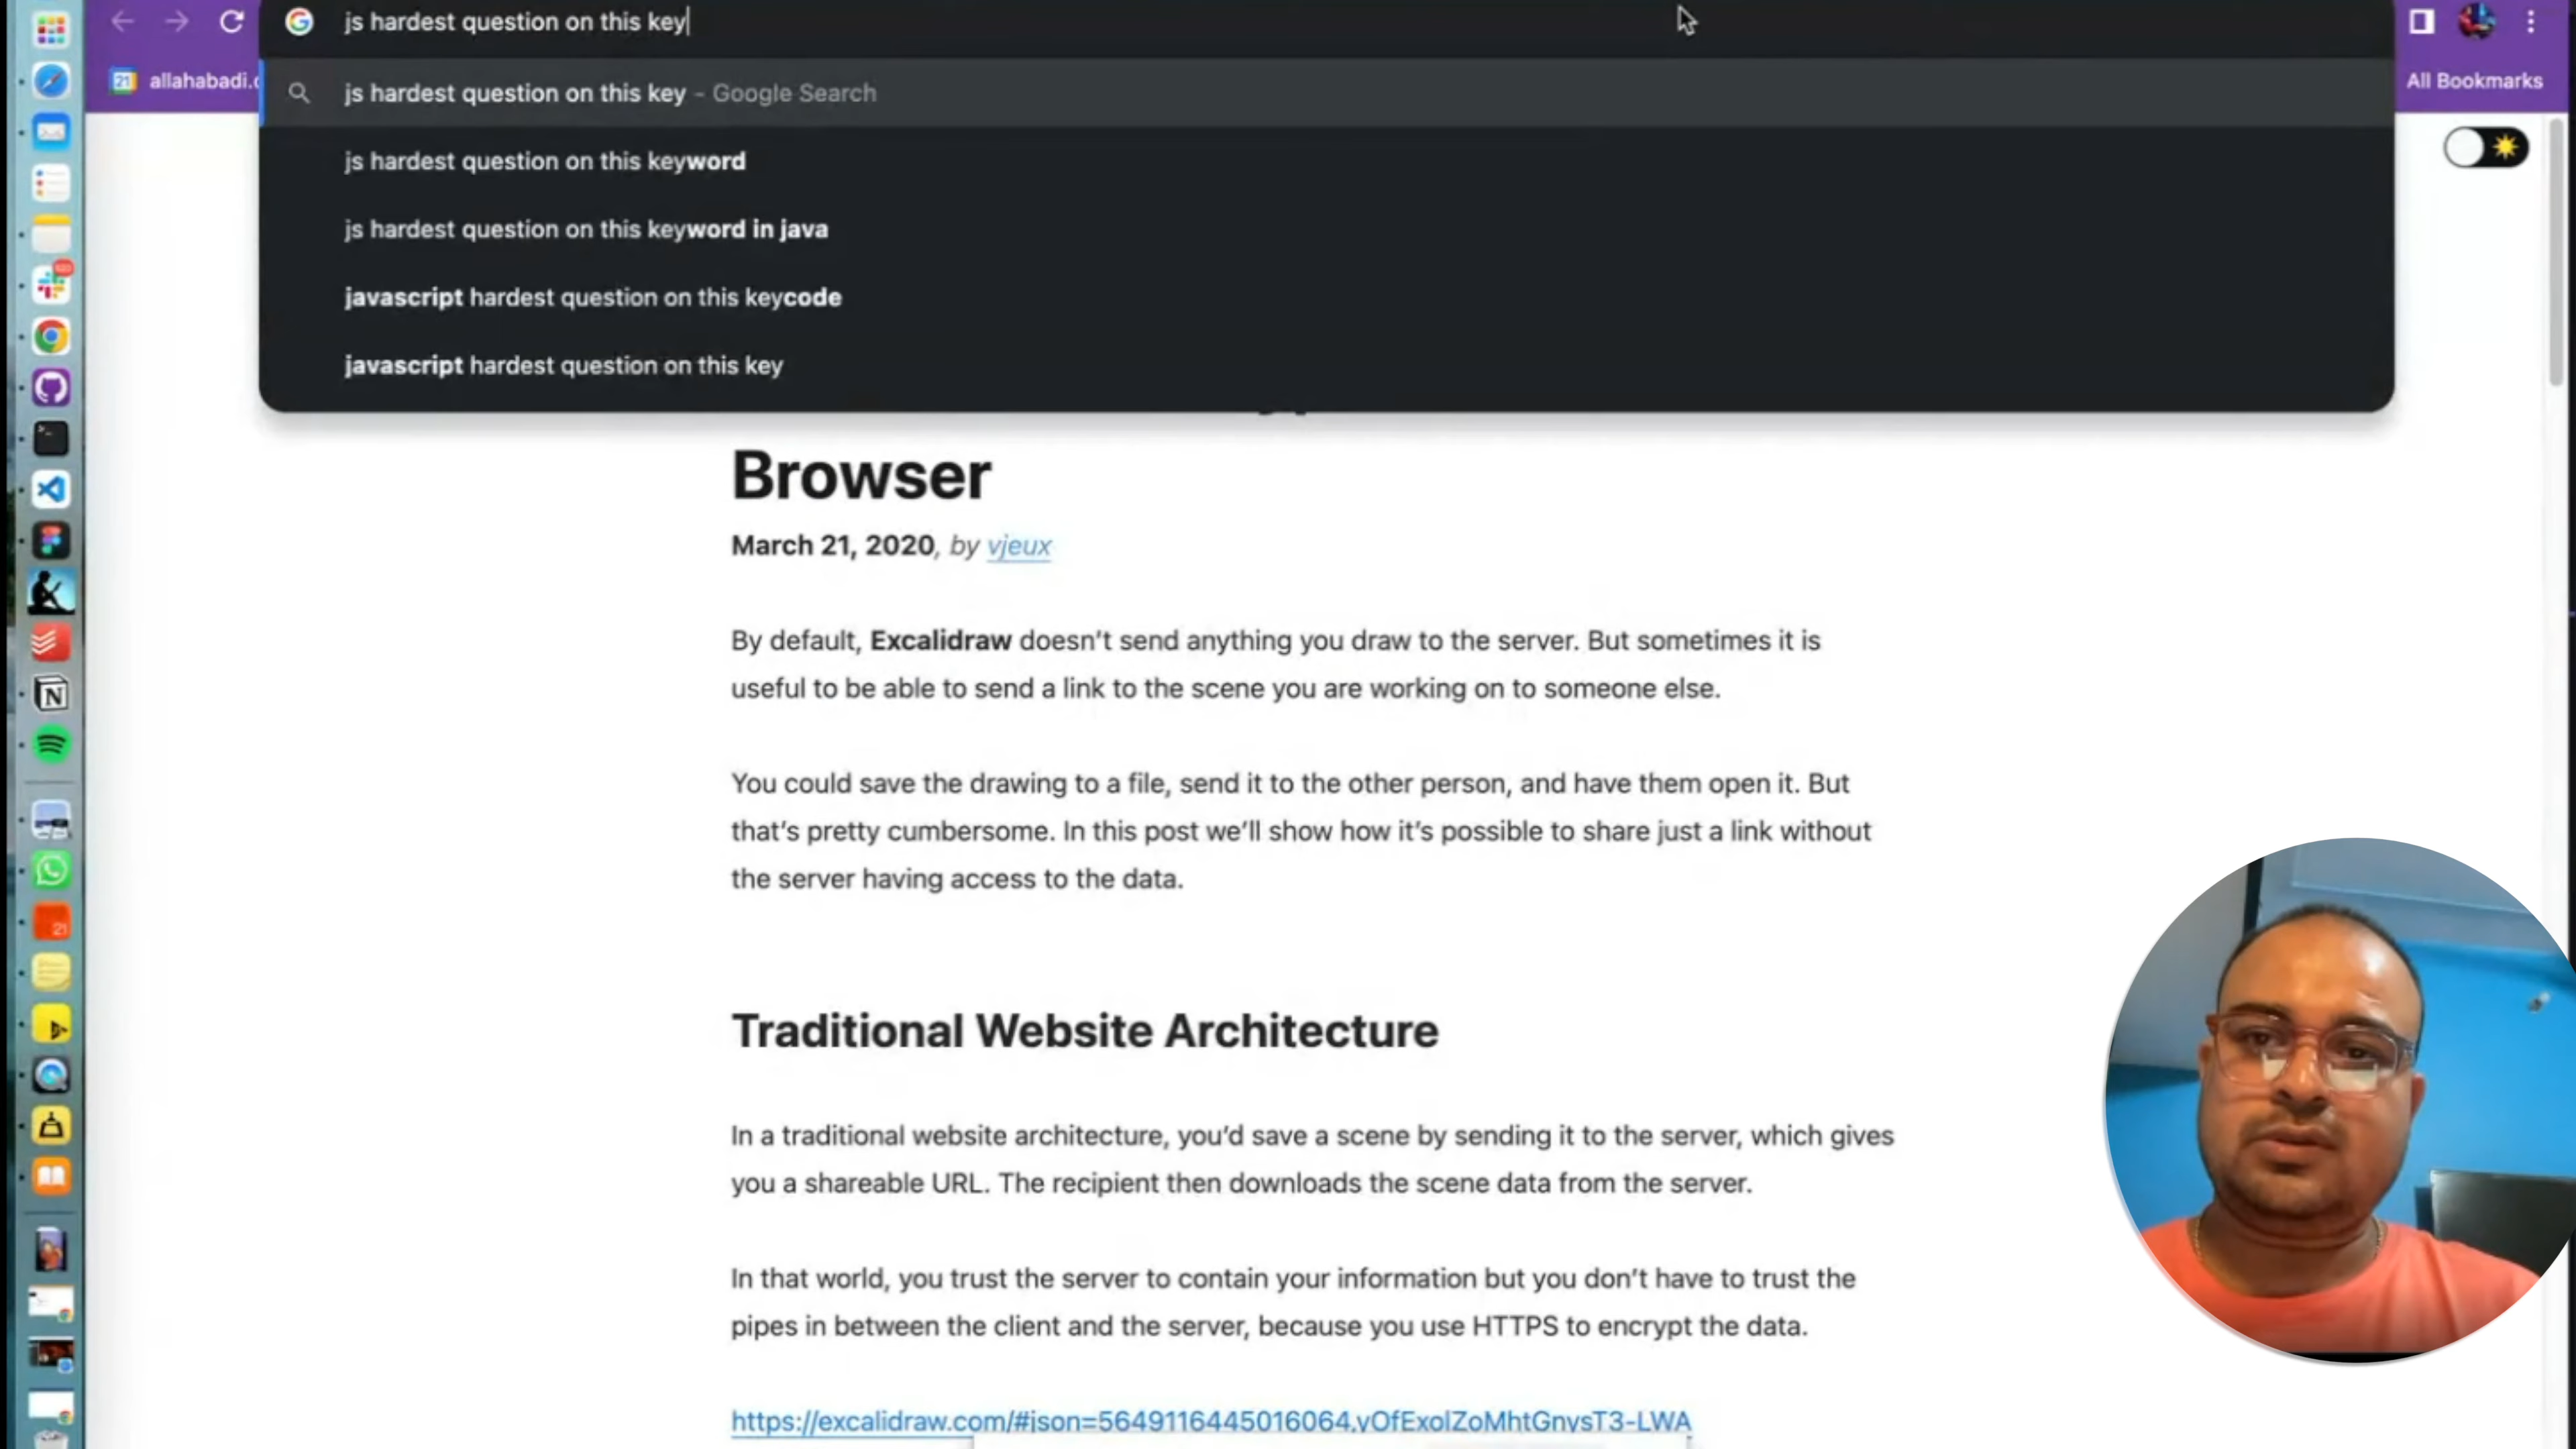 js hardest question on this key
js hardest question on this key - Google Search
allahabadi.
All Bookmarks
js hardest question on this keyword
js hardest question on this keyword in java
javascript hardest question on this keycode
javascript hardest question on this key
Browser
March 21, 2020, by vjeux
By default, Excalidraw doesn't send anything you draw to the server. But sometimes it is
useful to be able to send a link to the scene you are working on to someone else.
You could save the drawing to a file, send it to the other person, and have them open it. But
that's pretty cumbersome. In this post we'll show how it's possible to share just a link without
the server having access to the data.
Traditional Website Architecture
In a traditional website architecture, you'd save a scene by sending it to the server, which gives
you a shareable URL. The recipient then downloads the scene data from the server.
In that world, you trust the server to contain your information but you don't have to trust the
pipes in between the client and the server, because you use HTTPS to encrypt the data.
https://excalidraw.com/#json=5649116445016064,yOfExolZoMhtGnysT3-LWA